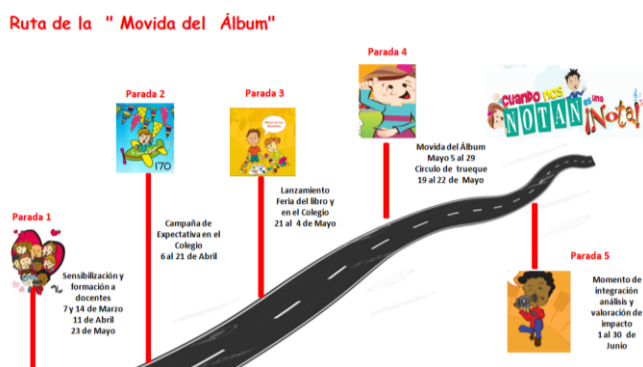 Ruta de la " Movida del Álbum"
Parada 1
Sensibilización y
formación a
docentes
7 y 14 de Marzo
11 de Abril
23 de Mayo
Parada 2
170
Campaña de
Expectativa en el
Colegio
6 al 21 de Abril
Parada 3
Lanzamiento
Feria del libro y
en el Colegio
21 al 4 de Mayo
Parada 4
Movida del Álbum
Mayo 5 al 29
Circulo de trueque
19 al 22 de Mayo
cuando nos
NOTAN es una
¡Nota!
Parada 5
Momento de
integración
análisis y
valoración de
impacto
1 al 30 de
Junio